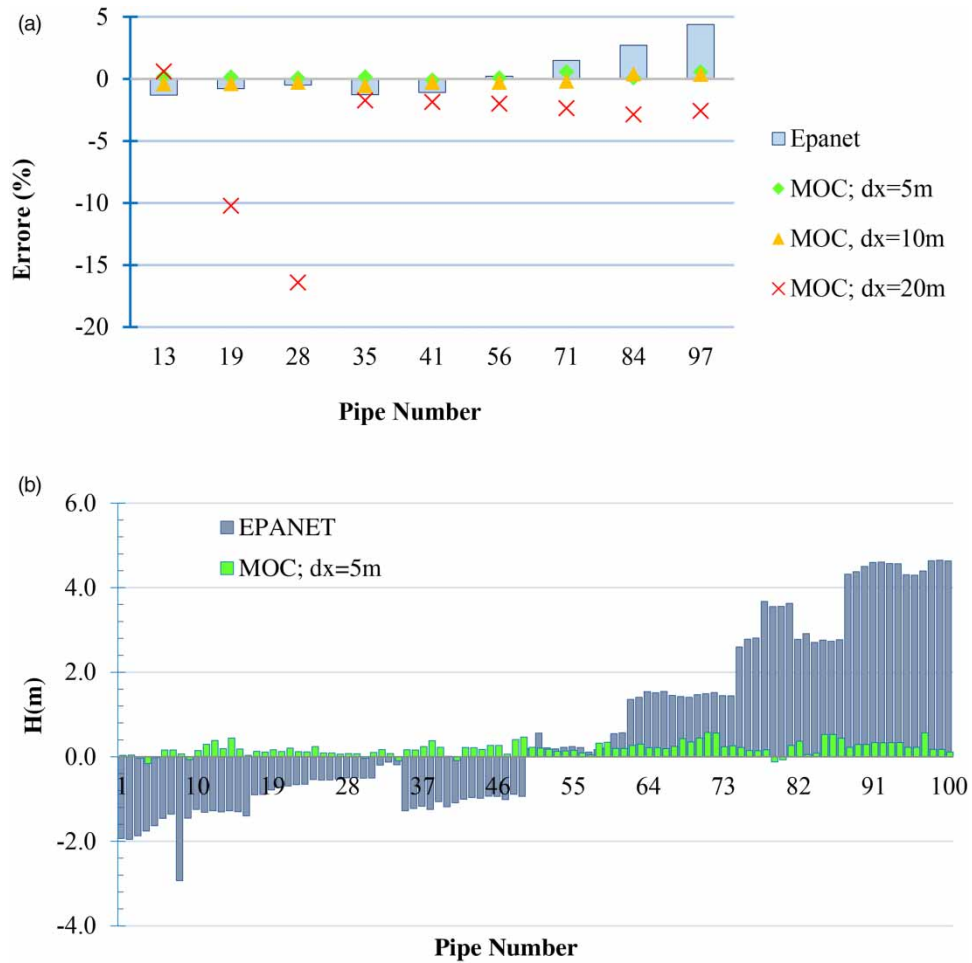 (a)
5
0
-5
-10
-15
-20
Errore (%)
13 19 28 35 41 56 71 84 97
Pipe Number
Epanet
MOC; dx=5m
MOC, dx=10m
MOC; dx=20m
(b)
6.0
4.0
2.0
0.0
-2.0
-4.0
H(m)
EPANET
MOC; dx=5m
1 10 19 28 37 46 55 64 73 82 91 100
Pipe Number